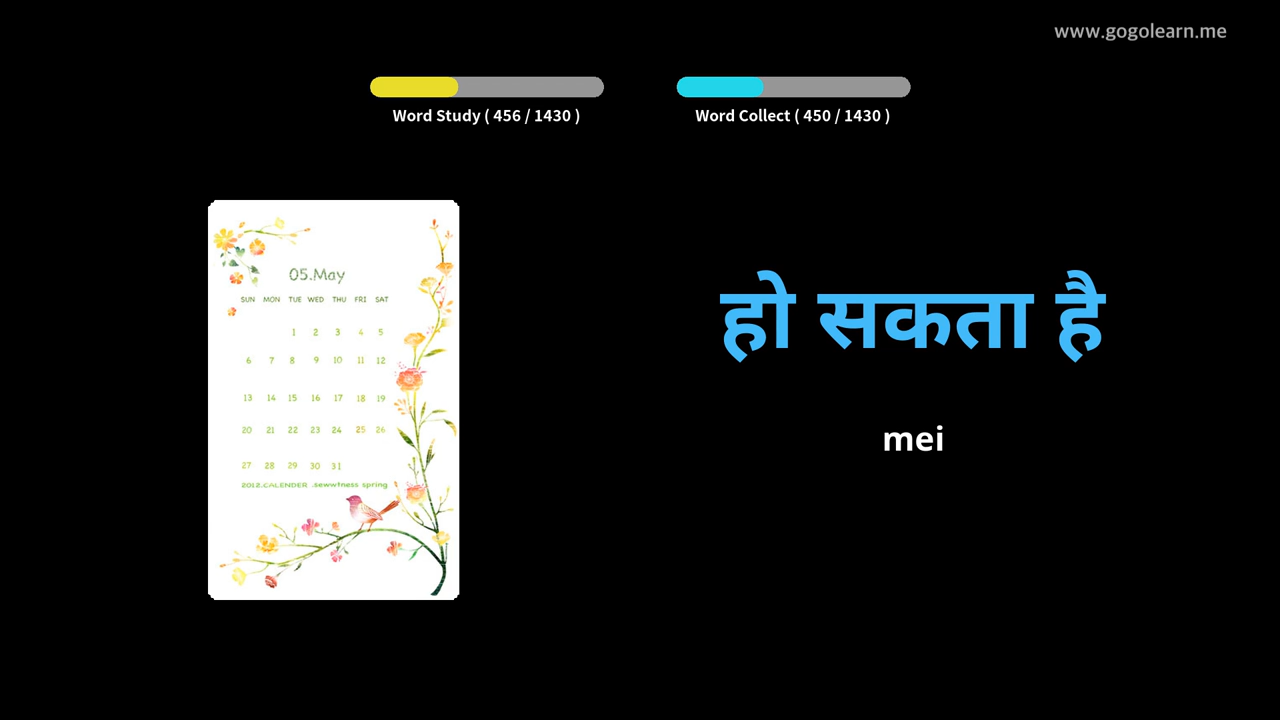 www.gogolearn.me
Word Study ( 456 / 1430 )
Word Collect ( 450 / 1430 )
05.May
SUN MON TUE WED THU FRI SAT
1 2 3 4 5
6 7 8 9 10 11 12
13 14 15 16 17 18 19
20 21 22 23 24 25 26
27 28 29 30 31
2012.CALENDER .sewwtness spring
हो सकता है
mei